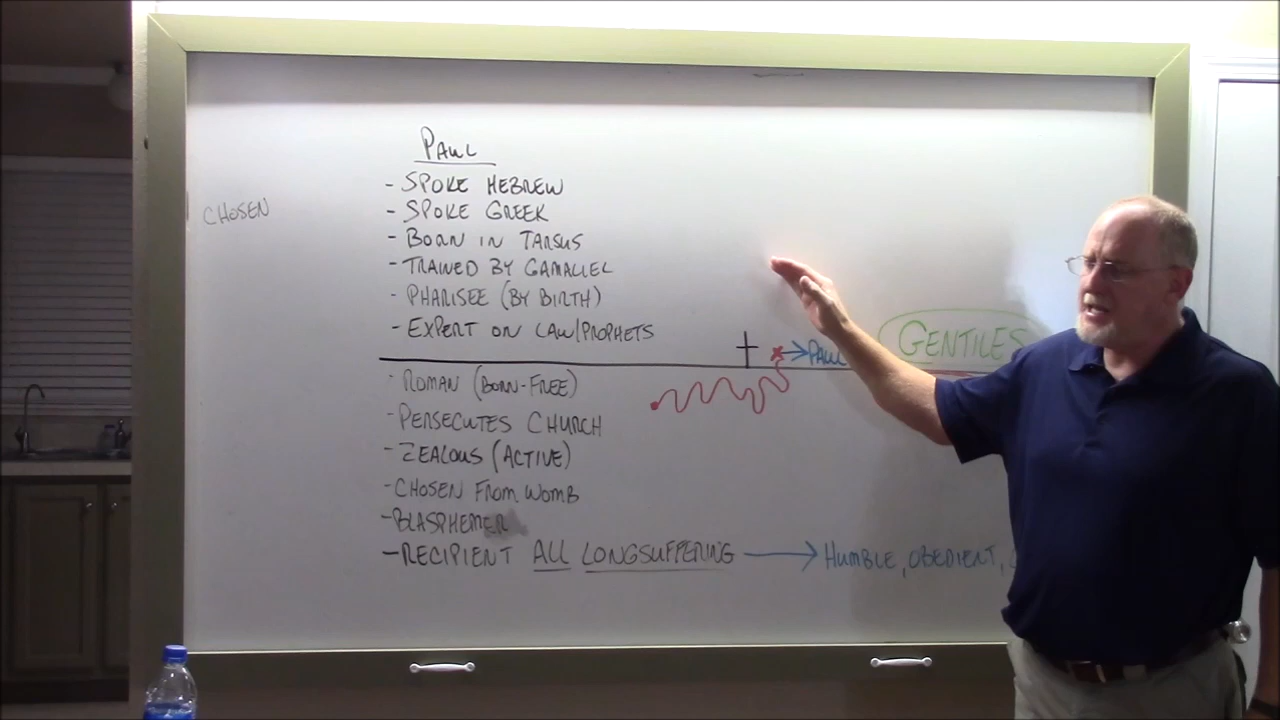 PAUL
- SPOKE HEBREW
CHOSEN
- SPOKE GREEK
- BORN IN TARSUS
- TRAINED BY GAMALIEL
- PHARISEE (BY BIRTH)
- EXPERT ON LAW/PROPHETS
PAUL
GENTILES
- ROMAN (BORN-FREE)
- PERSECUTES CHURCH
- ZEALOUS (ACTIVE)
- CHOSEN FROM WOMB
- BLASPHEMER
- RECIPIENT ALL LONGSUFFERING → HUMBLE, OBEDIENT,